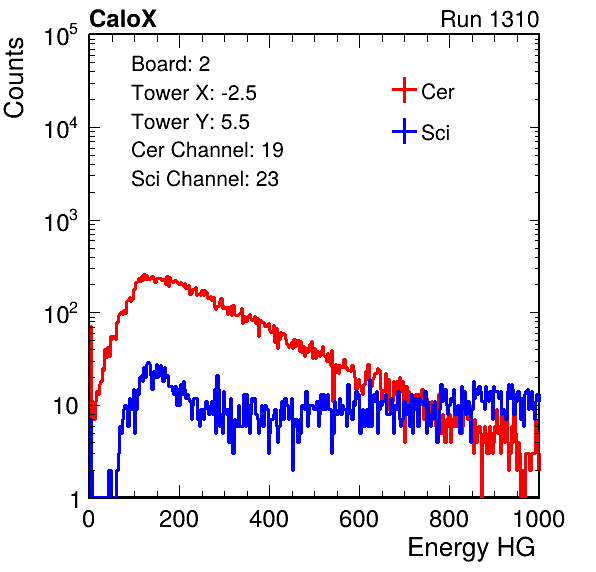 CaloX Run 1310
Counts
10^5
10^4
10^3
10^2
10
1
Board: 2
Tower X: -2.5
Tower Y: 5.5
Cer Channel: 19
Sci Channel: 23
Cer
Sci
0 200 400 600 800 1000
Energy HG